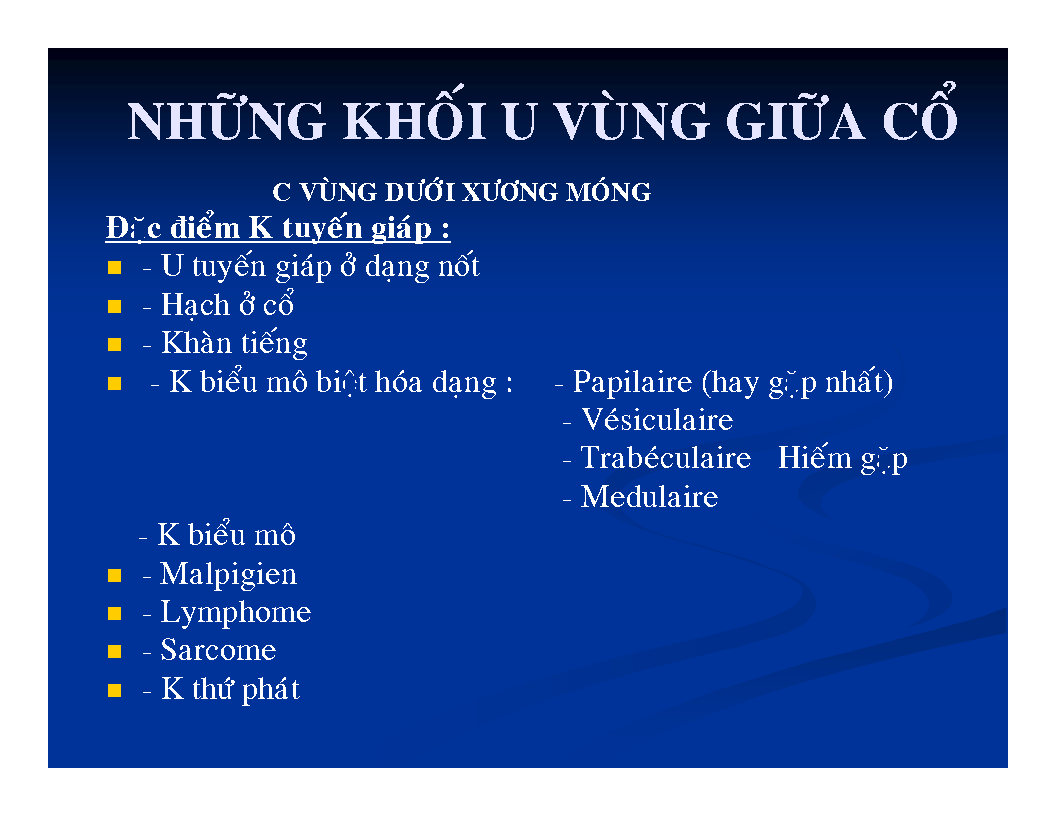 NHỮNG KHỐI U VÙNG GIỮA CỔ
C VÙNG DƯỚI XƯƠNG MÓNG
Đặc điểm K tuyến giáp :
- U tuyến giáp ở dạng nốt
- Hạch ở cổ
- Khàn tiếng
- K biểu mô biệt hóa dạng : - Papilaire (hay gặp nhất)
- Vésiculaire
- Trabéculaire Hiếm gặp
- Medulaire
- K biểu mô
- Malpigien
- Lymphome
- Sarcome
- K thứ phát